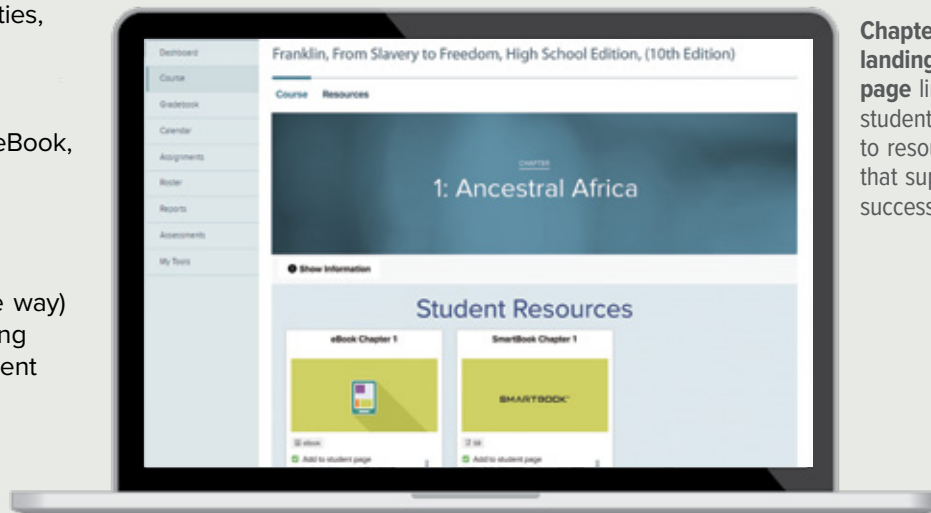 ties,
eBook,
e way)
ng
ent
Dashboard
Course
Gradebook
Calendar
Assignments
Roster
Reports
Assessments
My Tools
Franklin, From Slavery to Freedom, High School Edition, (10th Edition)
Course Resources
CHAPTER
1: Ancestral Africa
Show Information
Student Resources
eBook Chapter 1
ebook
Add to student page
SmartBook Chapter 1
SMARTBOOK
SB
Add to student page
Chapte
landing
page li
student
to resou
that sup
success